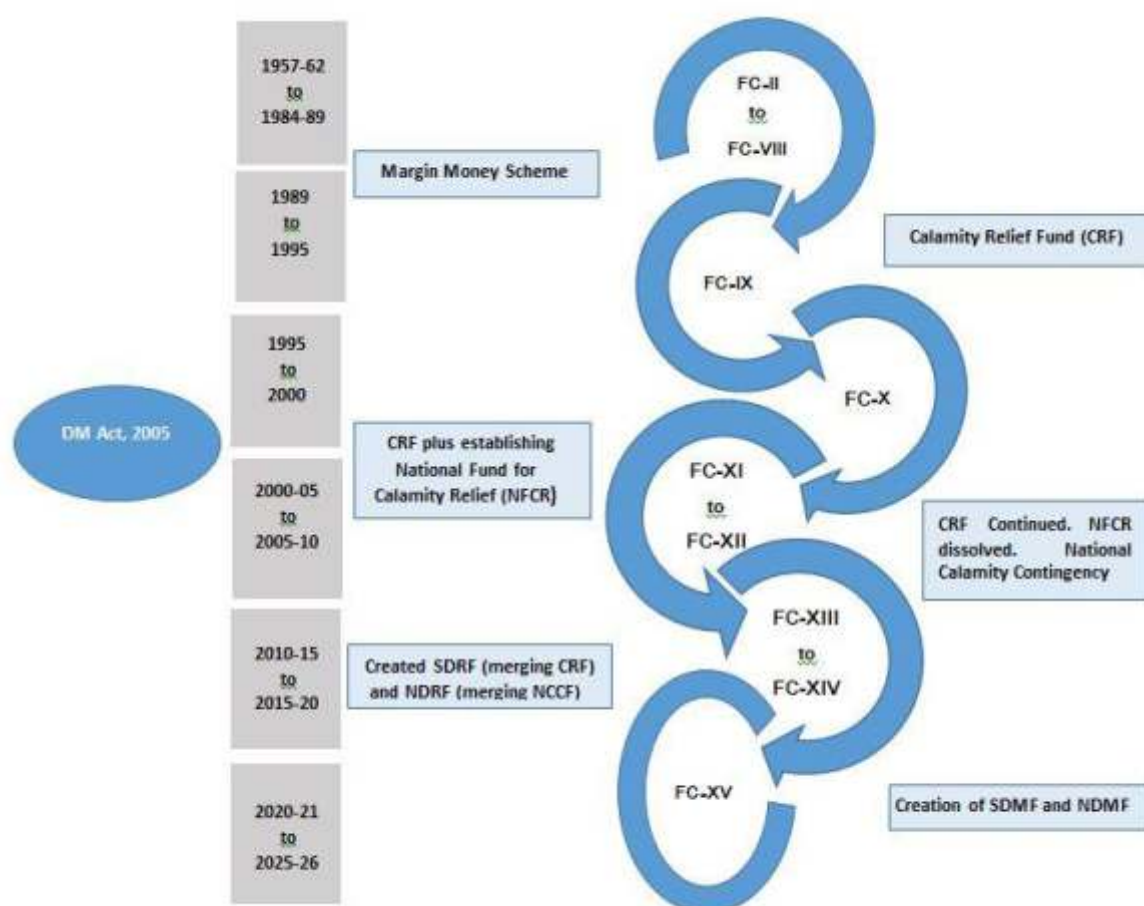 1957-62
to
1984-89
FC-II
to
FC-VIII
Margin Money Scheme
1989
to
1995
Calamity Relief Fund (CRF)
FC-IX
1995
to
2000
FC-X
DM Act, 2005
CRF plus establishing
National Fund for
Calamity Relief (NFCR}
FC-XI
to
FC-XII
2000-05
to
2005-10
CRF Continued. NFCR
dissolved. National
Calamity Contingency
2010-15
to
2015-20
Created SDRF (merging CRF)
and NDRF (merging NCCF)
FC-XIII
to
FC-XIV
2020-21
to
2025-26
FC-XV
Creation of SDMF and NDMF